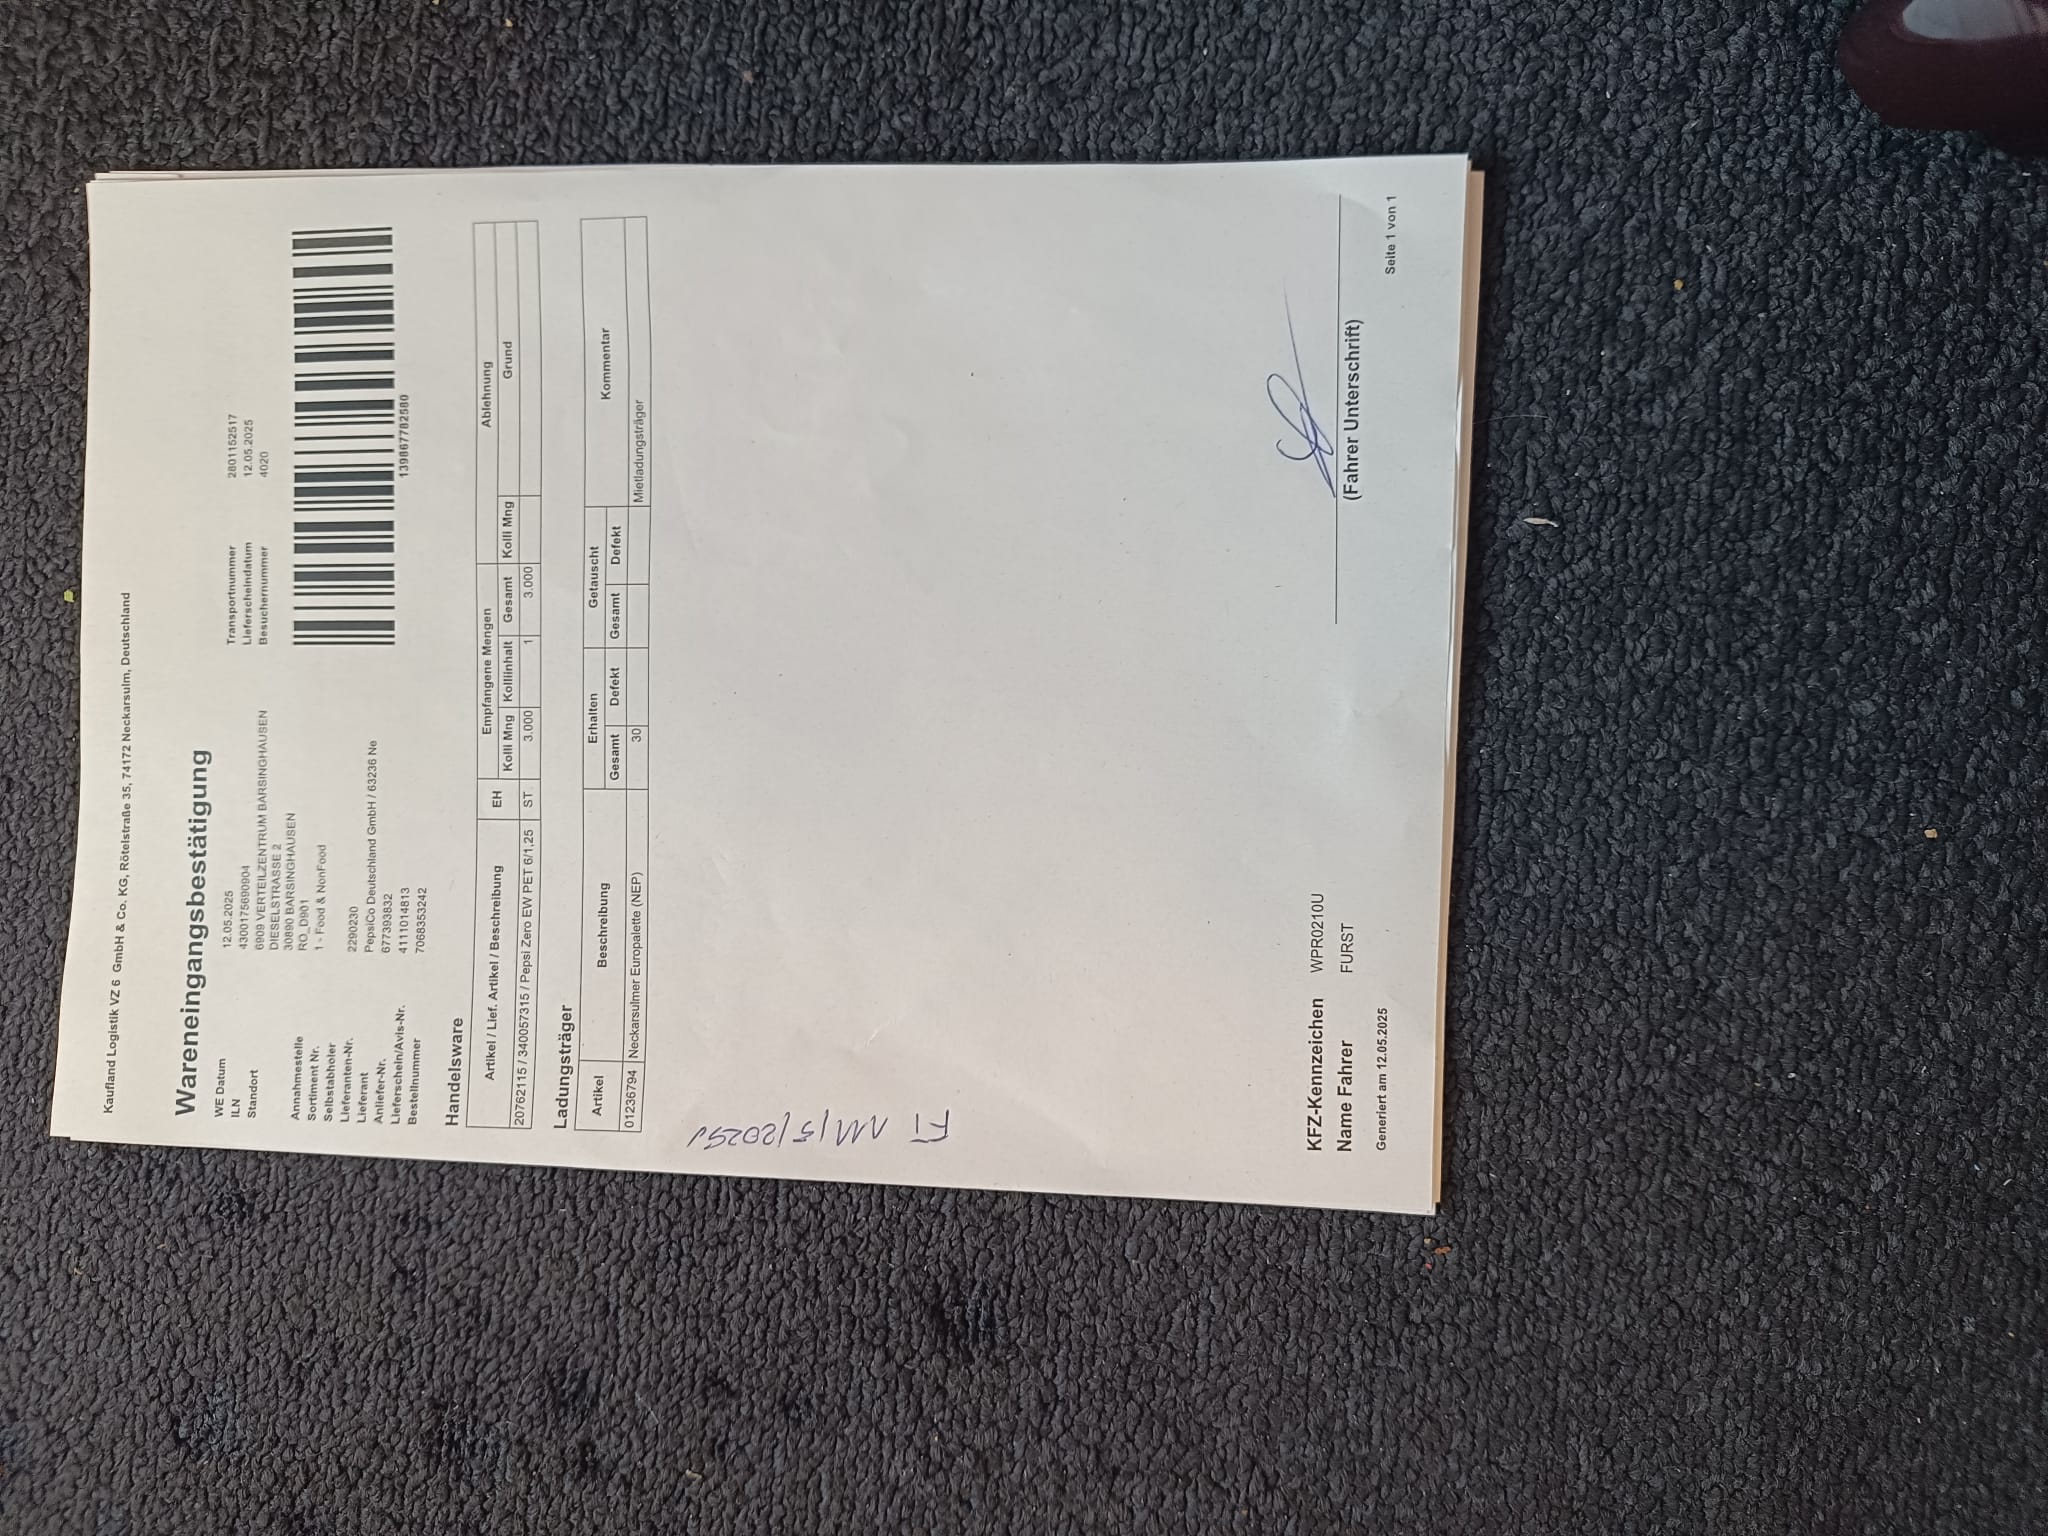 Kaufland Logistik VZ 6 GmbH & Co. KG, Rötelstraße 35, 74172 Neckarsulm, Deutschland
Wareneingangsbestätigung
WE Datum 12.05.2025 Transportnummer 2801152517
ILN 4300175690904 Lieferscheindatum 12.05.2025
Standort 6909 VERTEILZENTRUM BARSINGHAUSEN Besuchernummer 4020
DIESELSTRASSE 2
30890 BARSINGHAUSEN
Annahmestelle RO_D901
Sortiment Nr. 1 - Food & NonFood
Selbstabholer
Lieferanten-Nr. 2290230
Lieferant PepsiCo Deutschland GmbH / 63236 Ne
Anliefer-Nr. 677393832
Lieferschein/Avis-Nr. 4111014813
Bestellnummer 7068353242
13986778258​0
Handelsware
Artikel / Lief. Artikel / Beschreibung EH Empfangene Mengen Ablehnung
Kolli Mng Kolliinhalt Gesamt Kolli Mng Grund
20762115 / 340057315 / Pepsi Zero EW PET 6/1,25 ST 3.000 1 3.000
Ladungsträger
Artikel Beschreibung Erhalten Getauscht Kommentar
Gesamt Defekt Gesamt Defekt
01236794 Neckarsulmer Europalette (NEP) 30 Mietladungsträger
KFZ-Kennzeichen WPR0210U
Name Fahrer FURST
(Fahrer Unterschrift)
Generiert am 12.05.2025
Seite 1 von 1